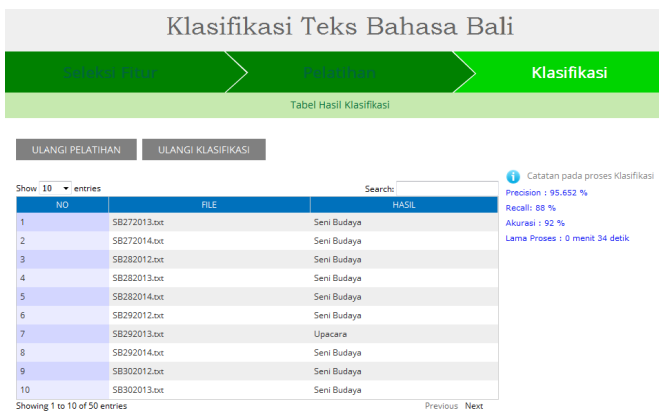 Klasifikasi Teks Bahasa Bali
Seleksi Fitur Pelatihan Klasifikasi
Tabel Hasil Klasifikasi
ULANGI PELATIHAN ULANGI KLASIFIKASI
Show 10 entries Search:
NO FILE HASIL
1 SB272013.txt Seni Budaya
2 SB272014.txt Seni Budaya
3 SB282012.txt Seni Budaya
4 SB282013.txt Seni Budaya
5 SB282014.txt Seni Budaya
6 SB292012.txt Seni Budaya
7 SB292013.txt Upacara
8 SB292014.txt Seni Budaya
9 SB302012.txt Seni Budaya
10 SB302013.txt Seni Budaya
Showing 1 to 10 of 50 entries Previous Next
Catatan pada proses Klasifikasi
Precision : 95.652 %
Recall: 88 %
Akurasi : 92 %
Lama Proses : 0 menit 34 detik